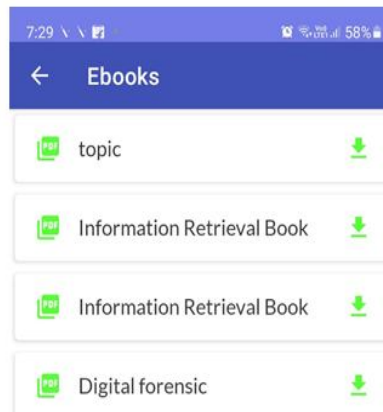 7:29 58%
Ebooks
PDF topic
PDF Information Retrieval Book
PDF Information Retrieval Book
PDF Digital forensic